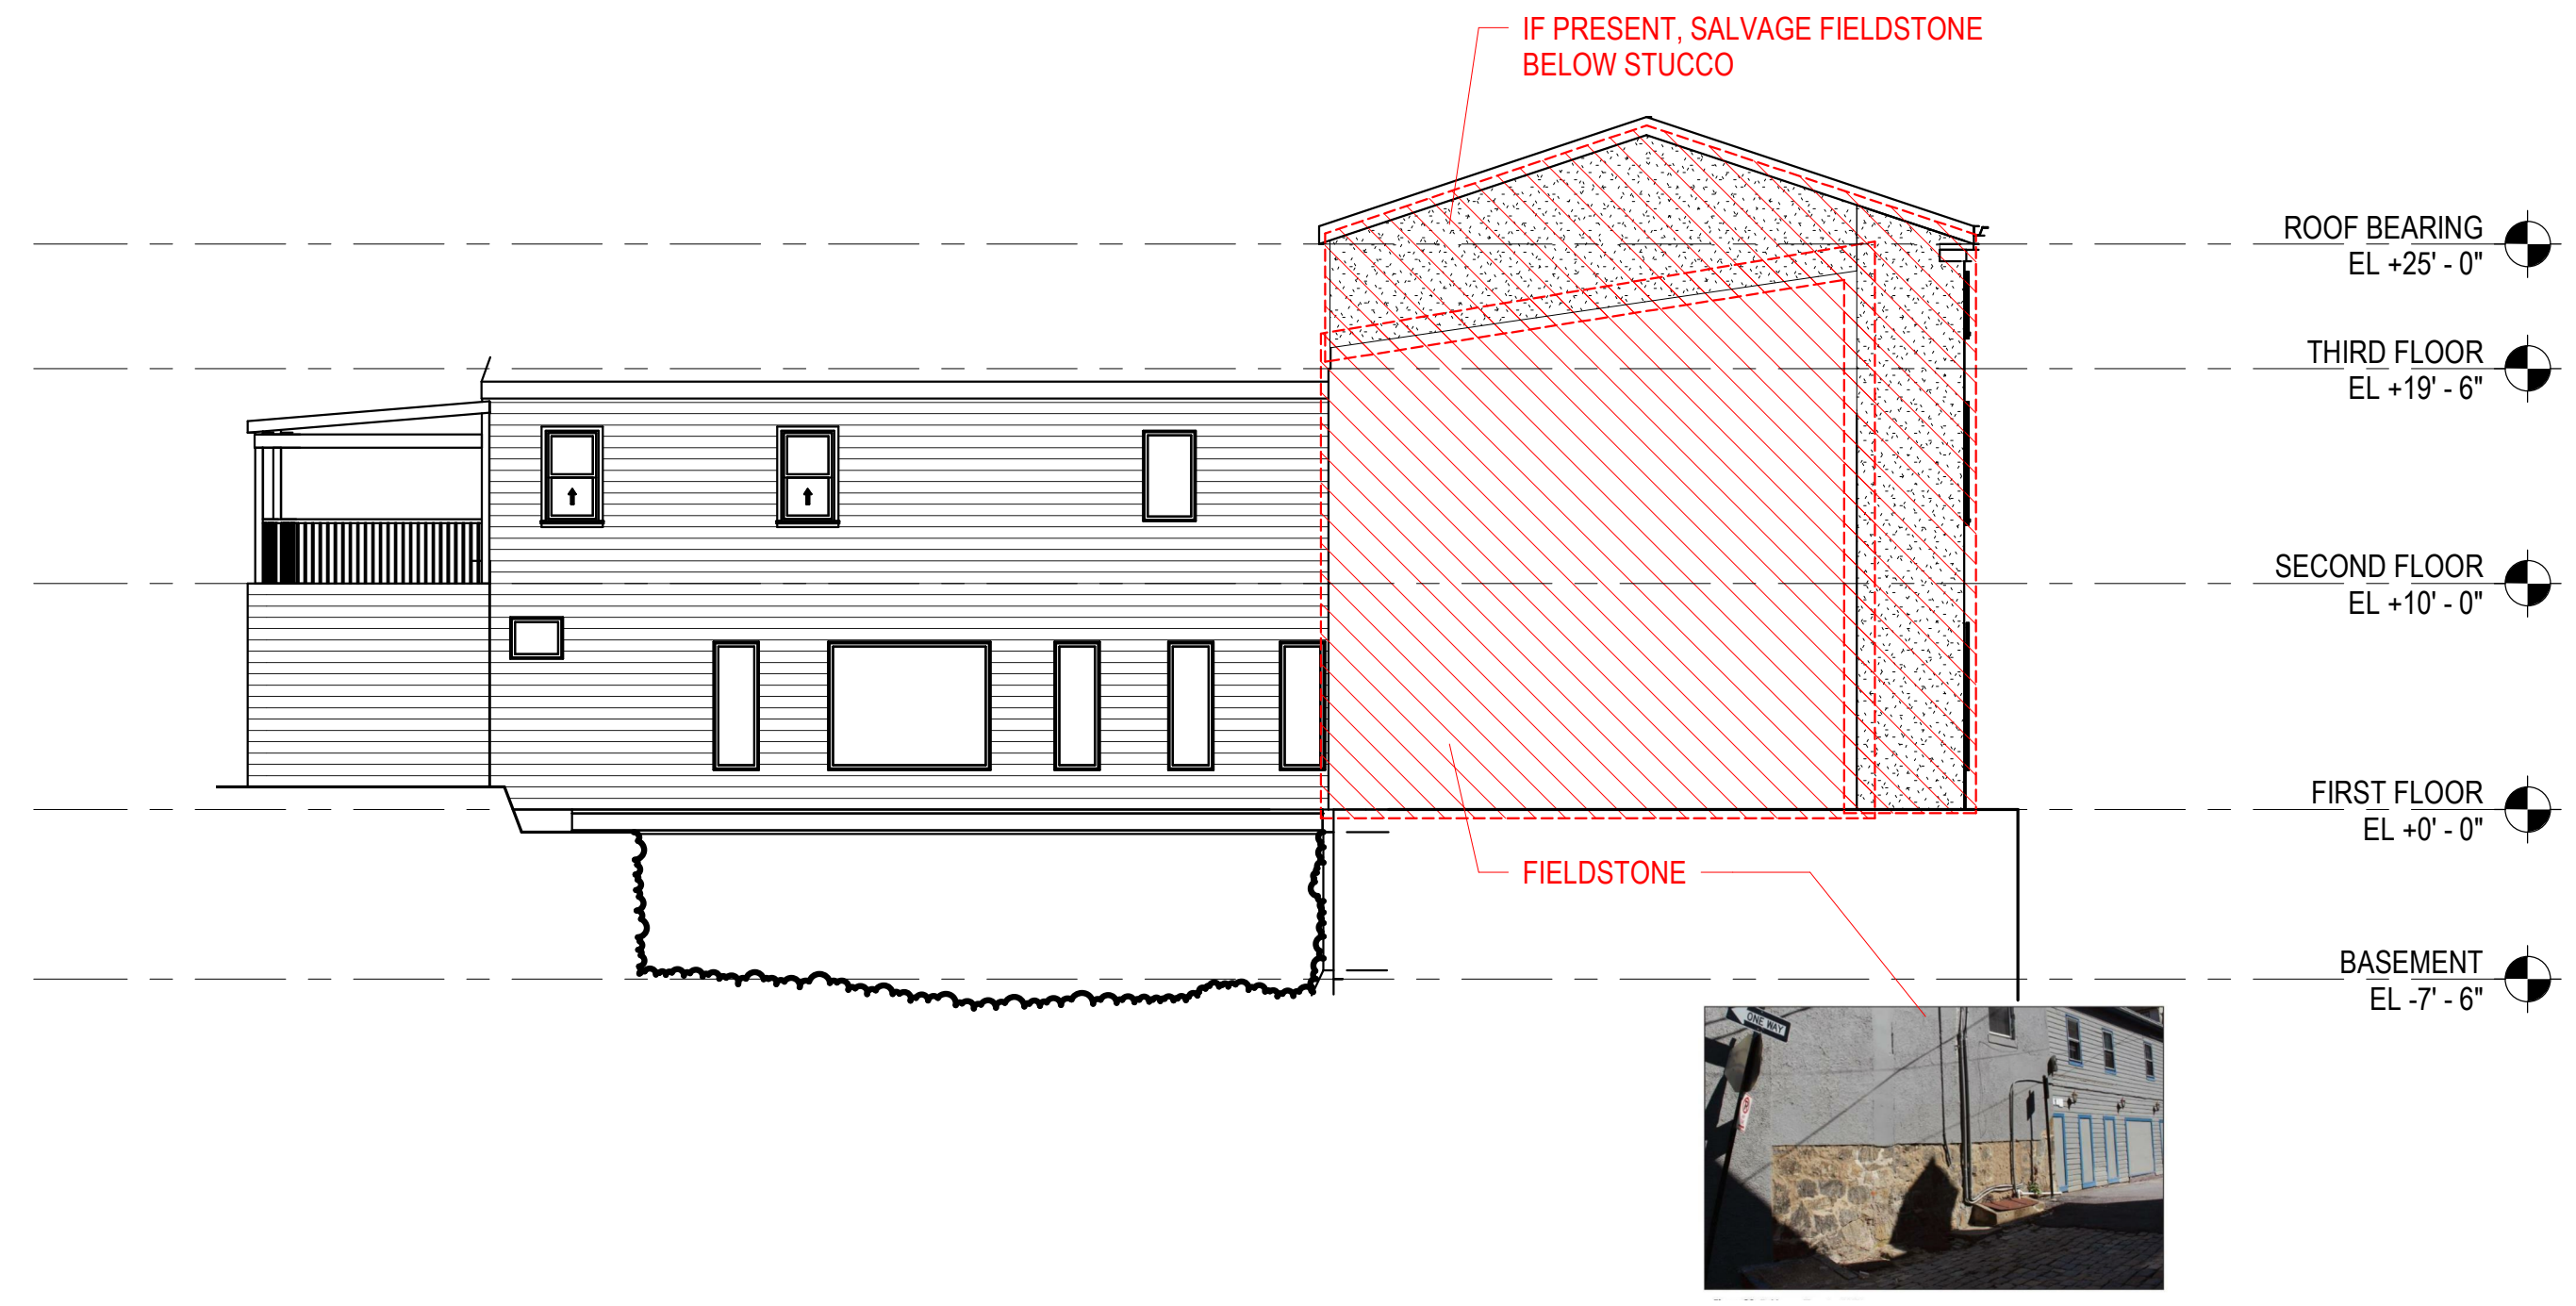 IF PRESENT, SALVAGE FIELDSTONE
BELOW STUCCO
ROOF BEARING
EL +25' - 0"
THIRD FLOOR
EL +19' - 6"
SECOND FLOOR
EL +10' - 0"
FIRST FLOOR
EL +0' - 0"
FIELDSTONE
BASEMENT
EL -7' - 6"
ONE WAY